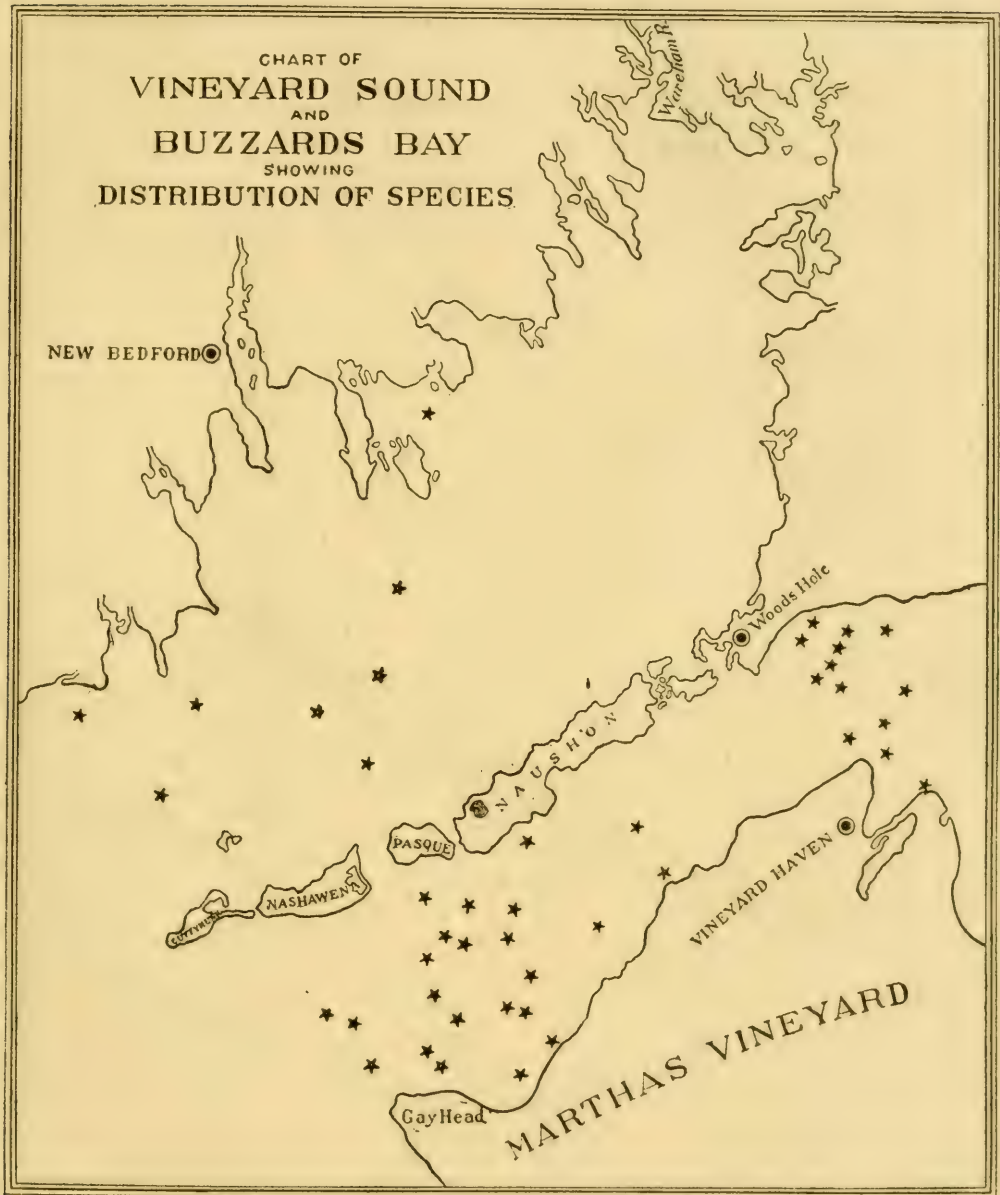 CHART OF
VINEYARD SOUND
AND
BUZZARDS BAY
SHOWING
DISTRIBUTION OF SPECIES
Wareham R.
NEW BEDFORD
Woods Hole
NAUSHON
PASQUE
NASHAWENA
CUTTYHUNK
VINEYARD HAVEN
MARTHAS VINEYARD
Gay Head